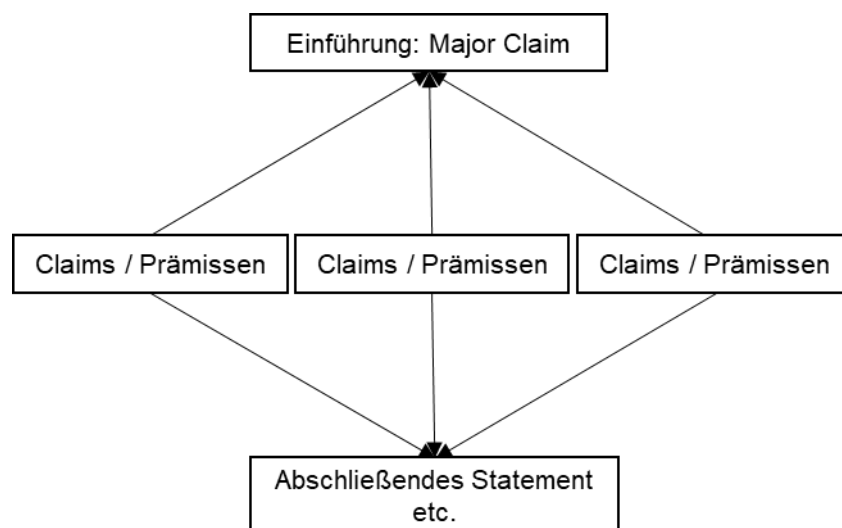 Einführung: Major Claim
Claims / Prämissen
Claims / Prämissen
Claims / Prämissen
Abschließendes Statement
etc.